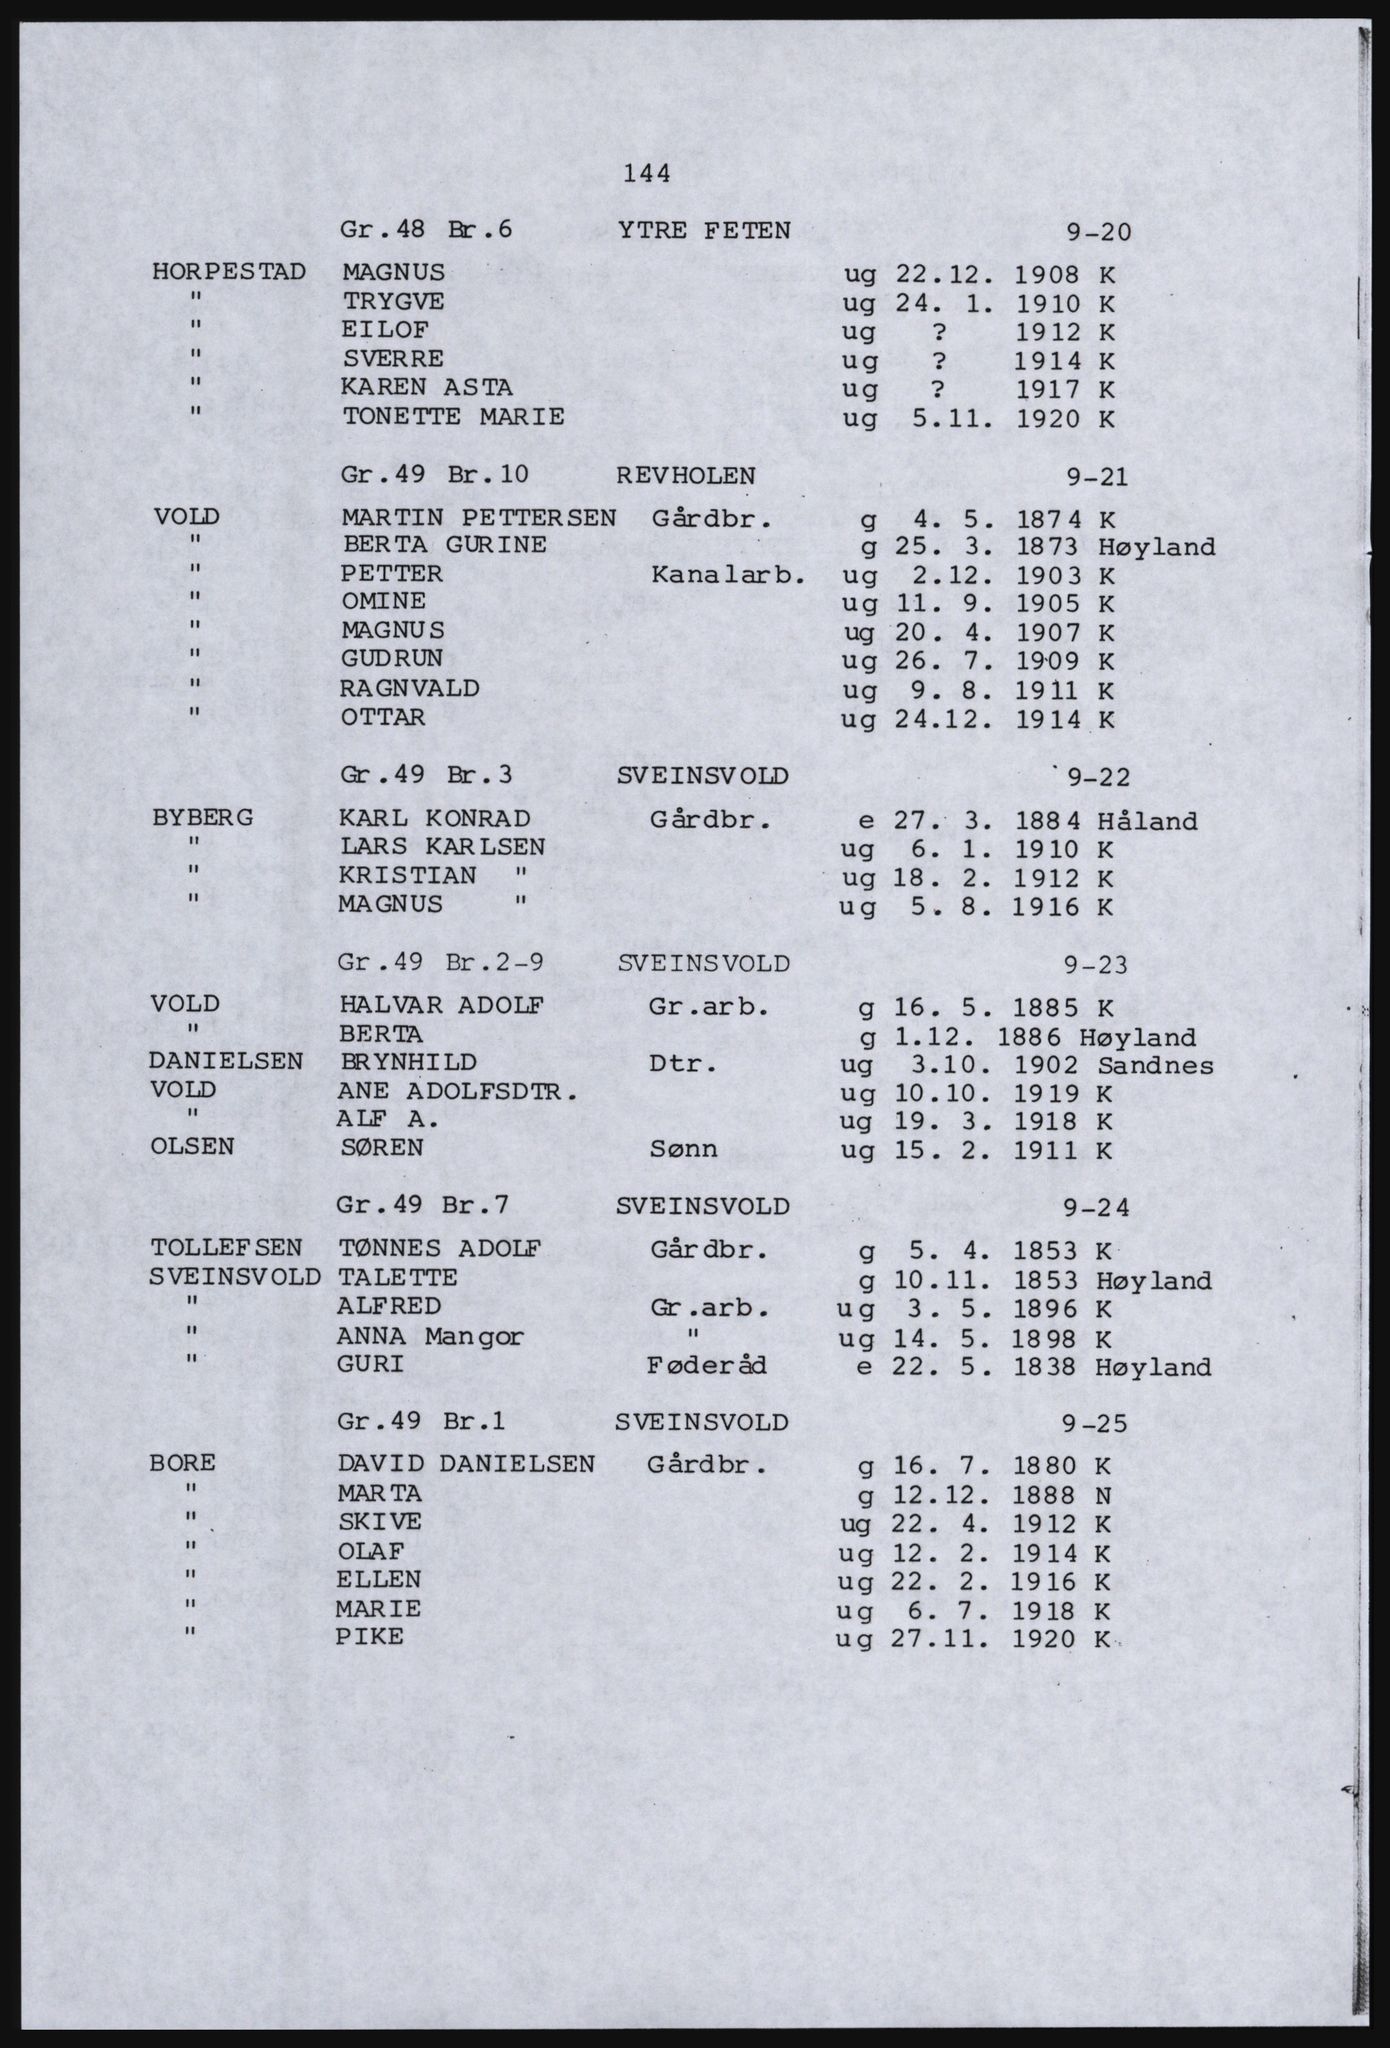 144
Gr.48 Br.6 YTRE FETEN 9-20
HORPESTAD MAGNUS ug 22.12. 1908 K
" TRYGVE ug 24. 1. 1910 K
" EILOF ug ? 1912 K
" SVERRE ug ? 1914 K
" KAREN ASTA ug ? 1917 K
" TONETTE MARIE ug 5.11. 1920 K
Gr.49 Br.10 REVHOLEN 9-21
VOLD MARTIN PETTERSEN Gårdbr. g 4. 5. 1874 K
" BERTA GURINE g 25. 3. 1873 Høyland
" PETTER Kanalarb. ug 2.12. 1903 K
" OMINE ug 11. 9. 1905 K
" MAGNUS ug 20. 4. 1907 K
" GUDRUN ug 26. 7. 1909 K
" RAGNVALD ug 9. 8. 1911 K
" OTTAR ug 24.12. 1914 K
Gr.49 Br.3 SVEINSVOLD 9-22
BYBERG KARL KONRAD Gårdbr. e 27. 3. 1884 Håland
" LARS KARLSEN ug 6. 1. 1910 K
" KRISTIAN " ug 18. 2. 1912 K
" MAGNUS " ug 5. 8. 1916 K
Gr.49 Br.2-9 SVEINSVOLD 9-23
VOLD HALVAR ADOLF Gr.arb. g 16. 5. 1885 K
" BERTA g 1.12. 1886 Høyland
DANIELSEN BRYNHILD Dtr. ug 3.10. 1902 Sandnes
VOLD ANE ADOLFSDTR. ug 10.10. 1919 K
" ALF A. ug 19. 3. 1918 K
OLSEN SØREN Sønn ug 15. 2. 1911 K
Gr.49 Br.7 SVEINSVOLD 9-24
TOLLEFSEN TØNNES ADOLF Gårdbr. g 5. 4. 1853 K
SVEINSVOLD TALETTE g 10.11. 1853 Høyland
" ALFRED Gr.arb. ug 3. 5. 1896 K
" ANNA Mangor " ug 14. 5. 1898 K
" GURI Føderåd e 22. 5. 1838 Høyland
Gr.49 Br.1 SVEINSVOLD 9-25
BORE DAVID DANIELSEN Gårdbr. g 16. 7. 1880 K
" MARTA g 12.12. 1888 N
" SKIVE ug 22. 4. 1912 K
" OLAF ug 12. 2. 1914 K
" ELLEN ug 22. 2. 1916 K
" MARIE ug 6. 7. 1918 K
" PIKE ug 27.11. 1920 K